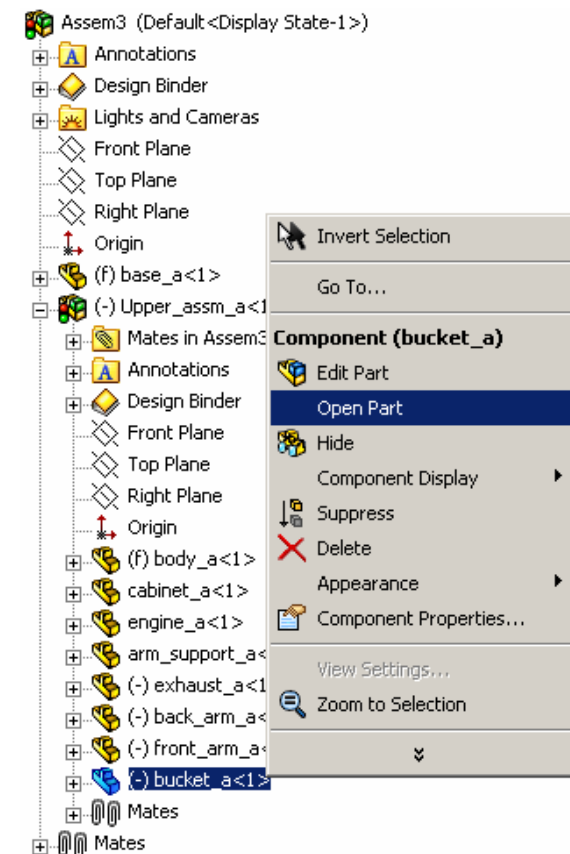 Assem3 (Default<Display State-1>)
Annotations
Design Binder
Lights and Cameras
Front Plane
Top Plane
Right Plane
Origin
(f) base_a<1>
(-) Upper_assm_a<1
Mates in Assem3
Annotations
Design Binder
Front Plane
Top Plane
Right Plane
Origin
(f) body_a<1>
cabinet_a<1>
engine_a<1>
arm_support_a<
(-) exhaust_a<1
(-) back_arm_a<
(-) front_arm_a<
(-) bucket_a<1>
Mates
Mates
Invert Selection
Go To...
Component (bucket_a)
Edit Part
Open Part
Hide
Component Display
Suppress
Delete
Appearance
Component Properties...
View Settings...
Zoom to Selection